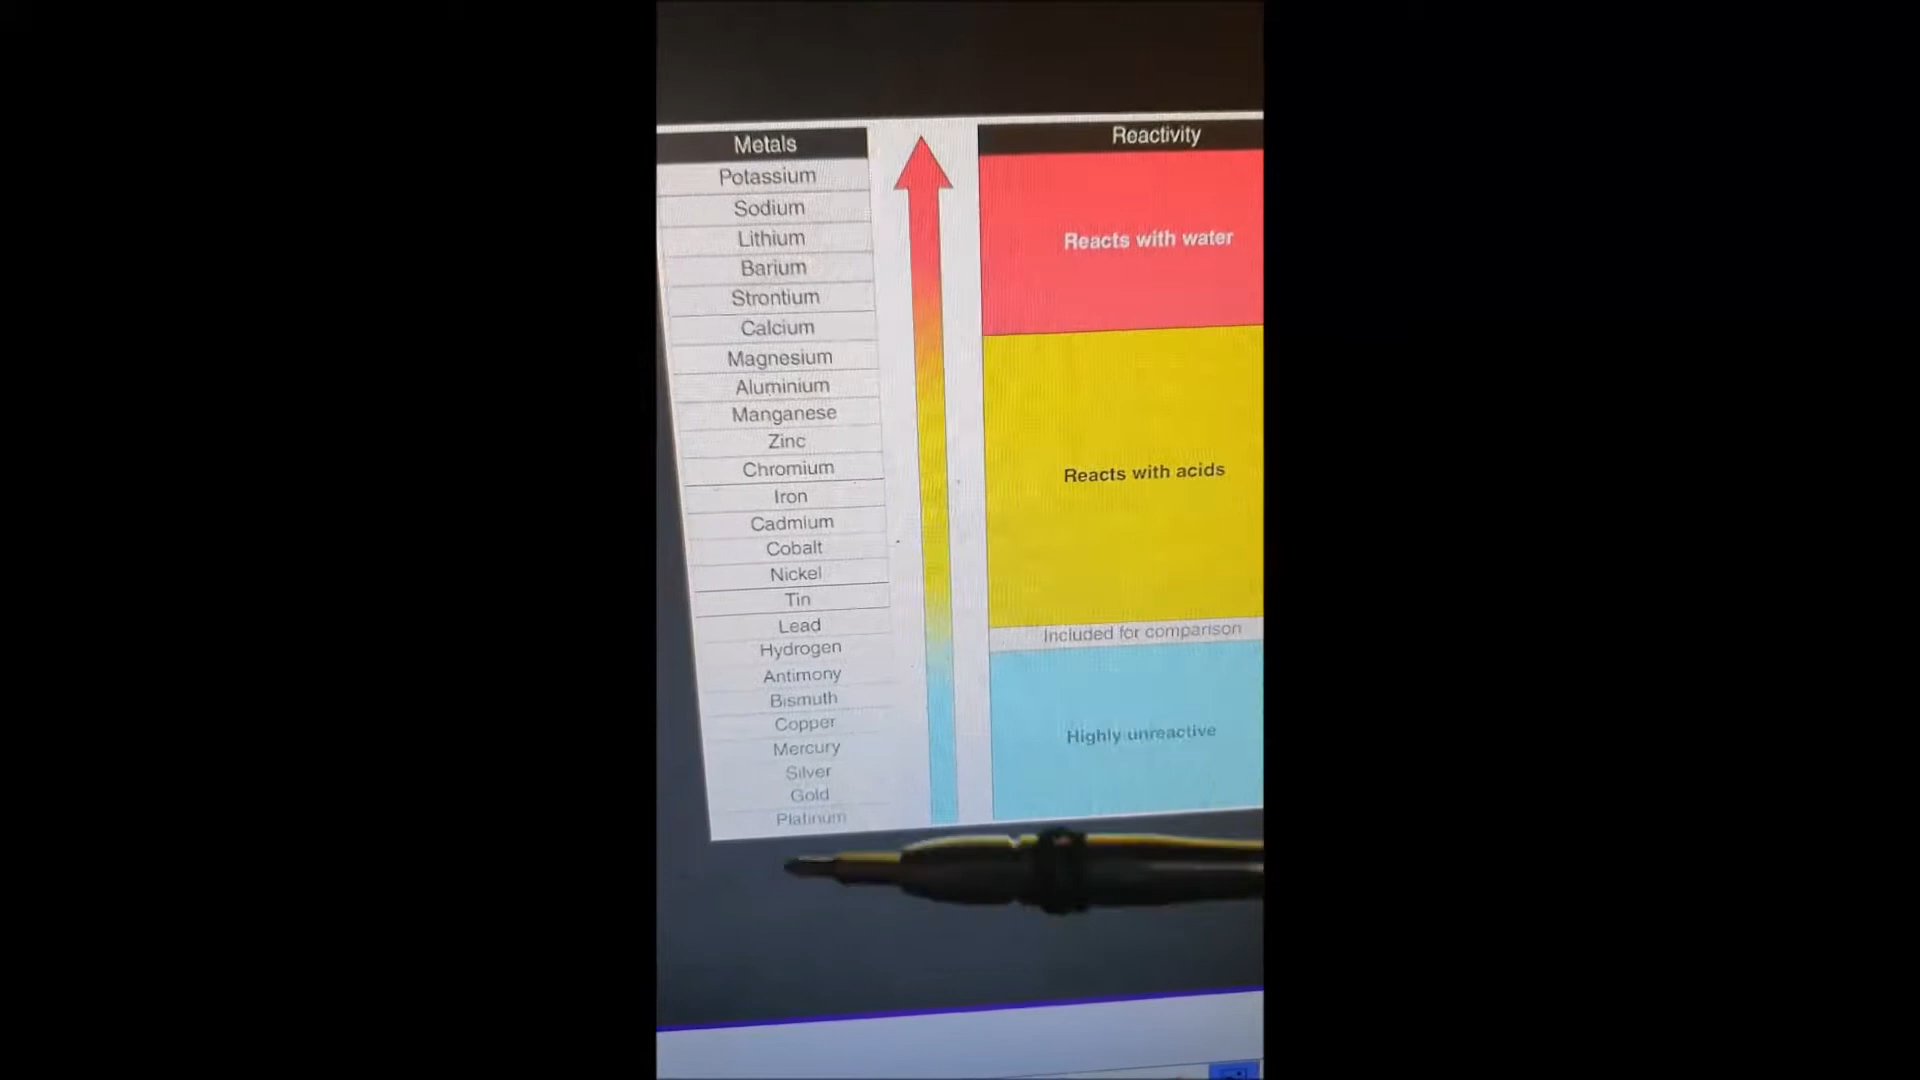 Metals
Potassium
Sodium
Lithium
Barium
Strontium
Calcium
Magnesium
Aluminium
Manganese
Zinc
Chromium
Iron
Cadmium
Cobalt
Nickel
Tin
Lead
Hydrogen
Antimony
Bismuth
Copper
Mercury
Silver
Gold
Platinum
Reactivity
Reacts with water
Reacts with acids
Included for comparison
Highly unreactive